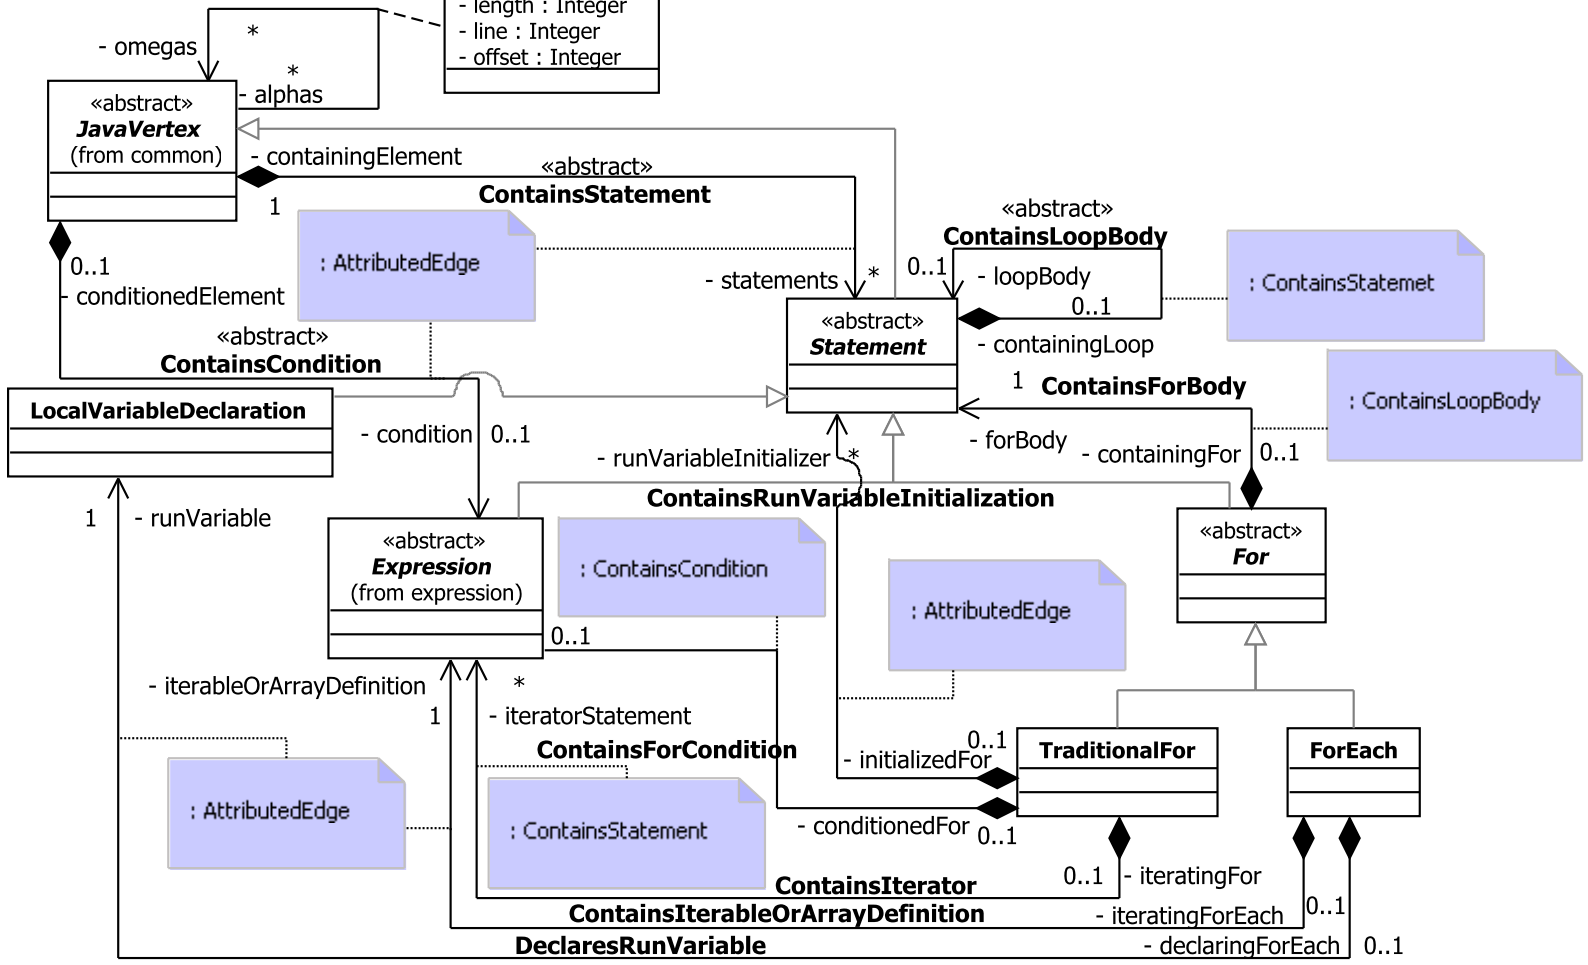 - length : Integer
- line : Integer
- offset : Integer
*
- omegas
*
- alphas
«abstract»
JavaVertex
(from common)
- containingElement
«abstract»
ContainsStatement
1
: AttributedEdge
0..1
- conditionedElement
- statements
*
«abstract»
ContainsLoopBody
0..1
- loopBody
0..1
: ContainsStatemet
«abstract»
Statement
- containingLoop
«abstract»
ContainsCondition
1
ContainsForBody
: ContainsLoopBody
LocalVariableDeclaration
- condition
0..1
- forBody
- containingFor
0..1
- runVariableInitializer
*
ContainsRunVariableInitialization
1
- runVariable
«abstract»
Expression
(from expression)
: ContainsCondition
«abstract»
For
: AttributedEdge
0..1
- iterableOrArrayDefinition
*
1
- iteratorStatement
ContainsForCondition
0..1
- initializedFor
TraditionalFor
ForEach
: AttributedEdge
: ContainsStatement
- conditionedFor
0..1
ContainsIterator
0..1
- iteratingFor
ContainsIterableOrArrayDefinition
- iteratingForEach
0..1
DeclaresRunVariable
- declaringForEach
0..1